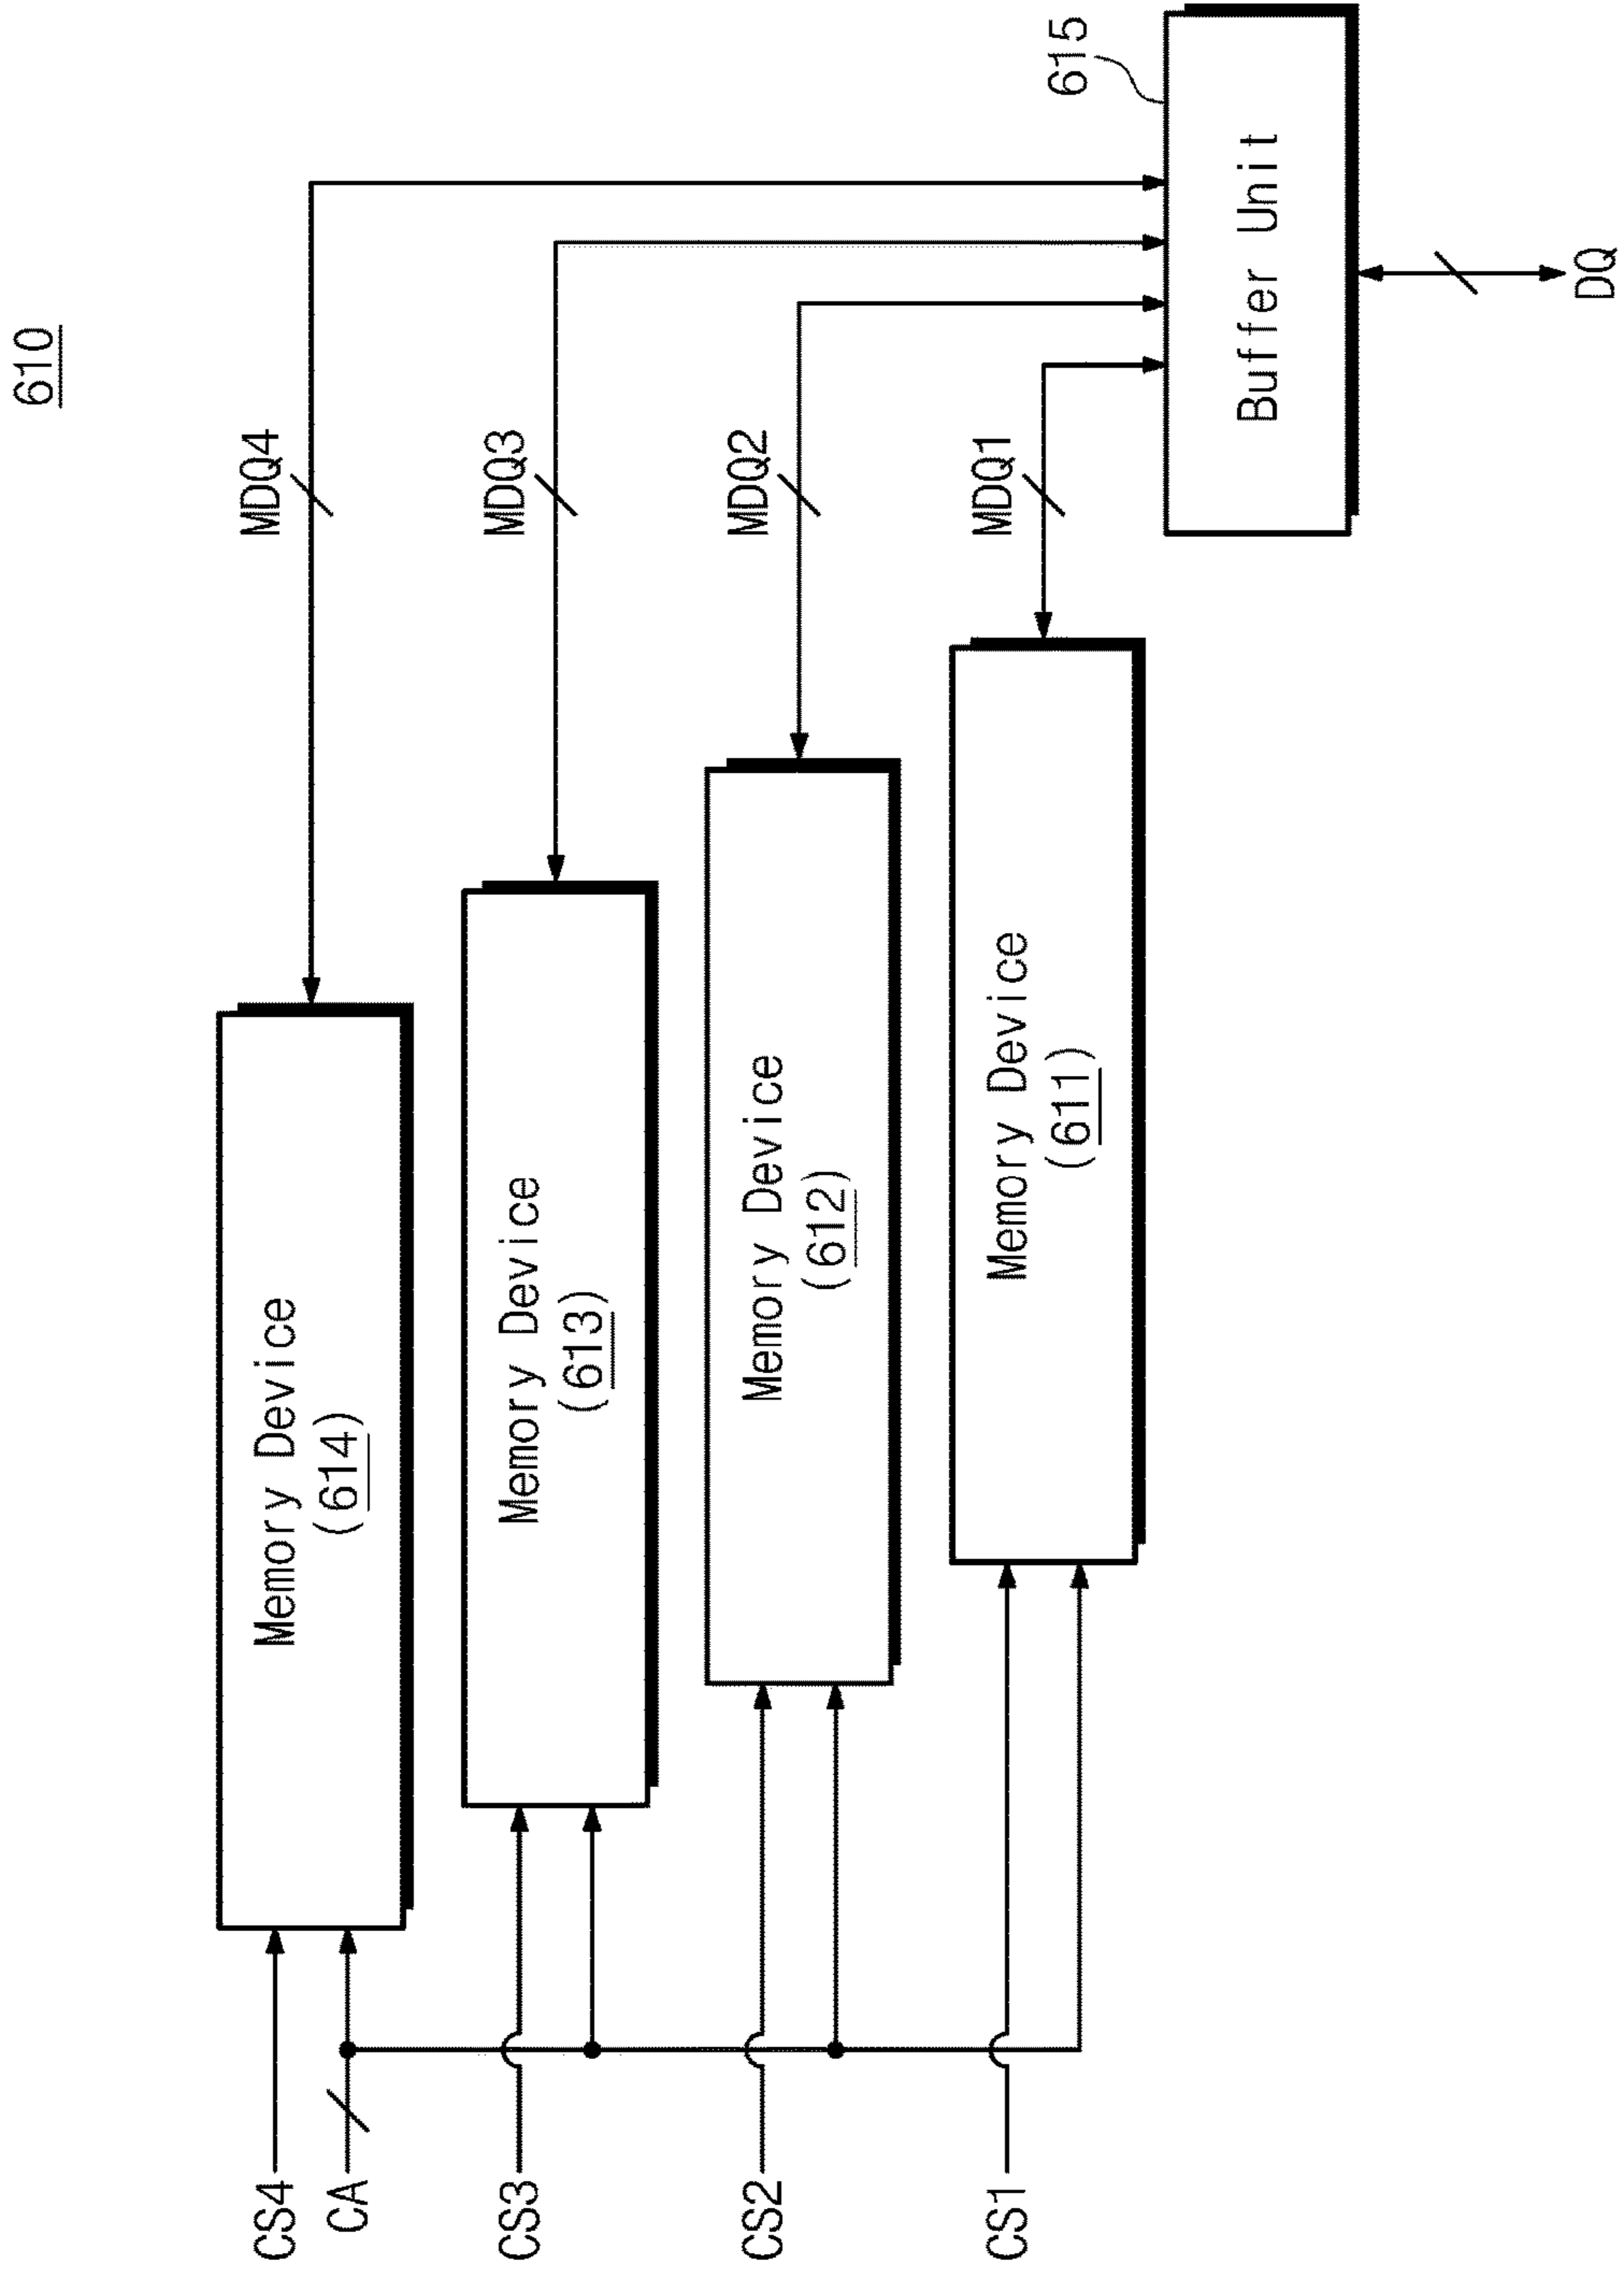 610
CS4
CA
Memory Device
(614)
MDQ4
CS3
Memory Device
(613)
MDQ3
CS2
Memory Device
(612)
MDQ2
CS1
Memory Device
(611)
MDQ1
615
Buffer Unit
DQ